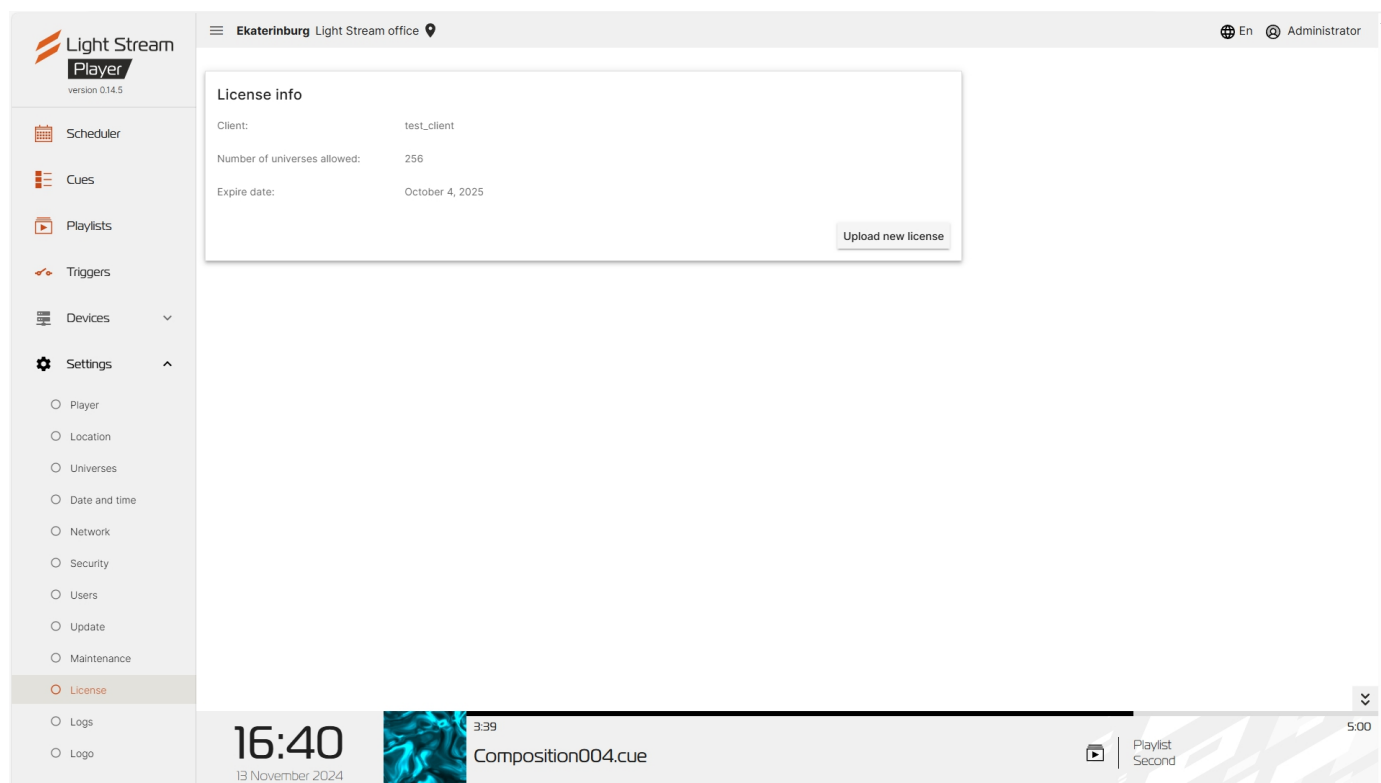 Light Stream
Player
version 0.14.5
Ekaterinburg Light Stream office
En Administrator
Scheduler
Cues
Playlists
Triggers
Devices
Settings
Player
Location
Universes
Date and time
Network
Security
Users
Update
Maintenance
License
Logs
Logo
License info
Client: test_client
Number of universes allowed: 256
Expire date: October 4, 2025
Upload new license
16:40
13 November 2024
3:39
5:00
Composition004.cue
Playlist
Second